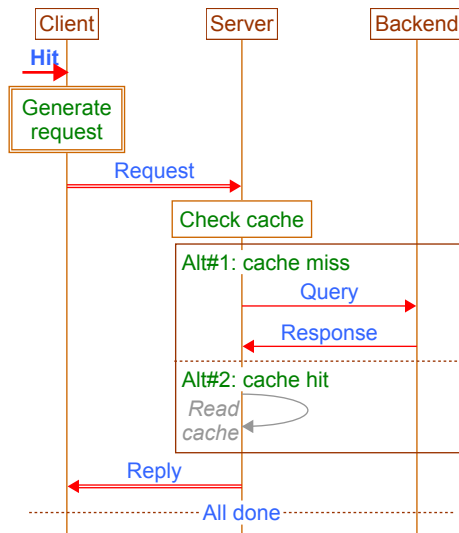 Client
Server
Backend
Hit
Generate
request
Request
Check cache
Alt#1: cache miss
Query
Response
Alt#2: cache hit
Read
cache
Reply
All done